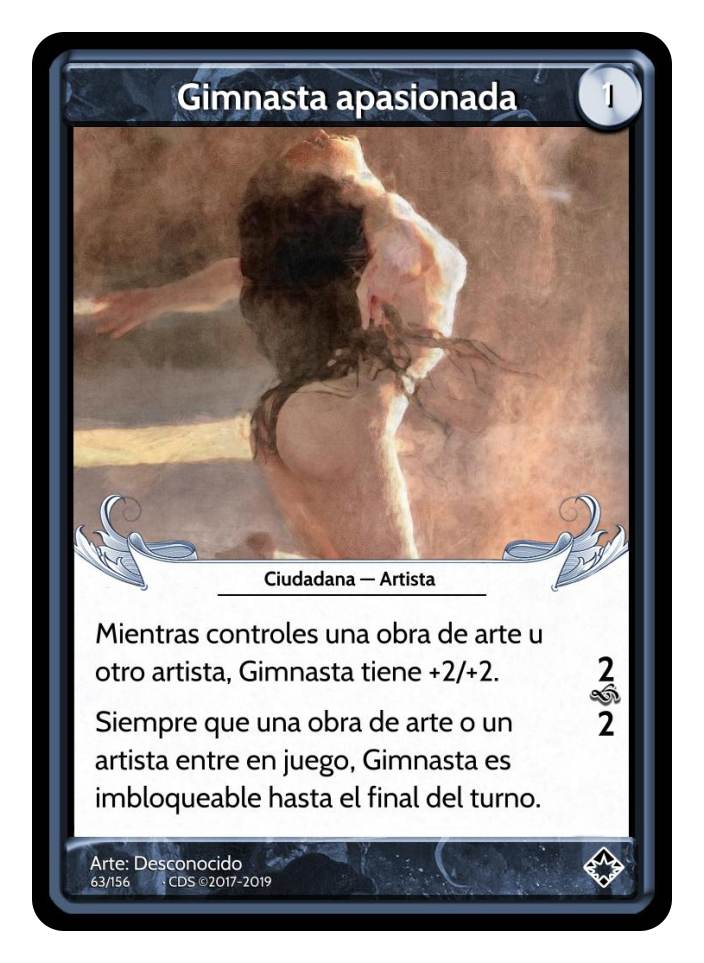 Gimnasta apasionada
1
Ciudadana — Artista
Mientras controles una obra de arte u
otro artista, Gimnasta tiene +2/+2.
2
Siempre que una obra de arte o un
2
artista entre en juego, Gimnasta es
imbloqueable hasta el final del turno.
Arte: Desconocido
63/156 · CDS ©2017-2019